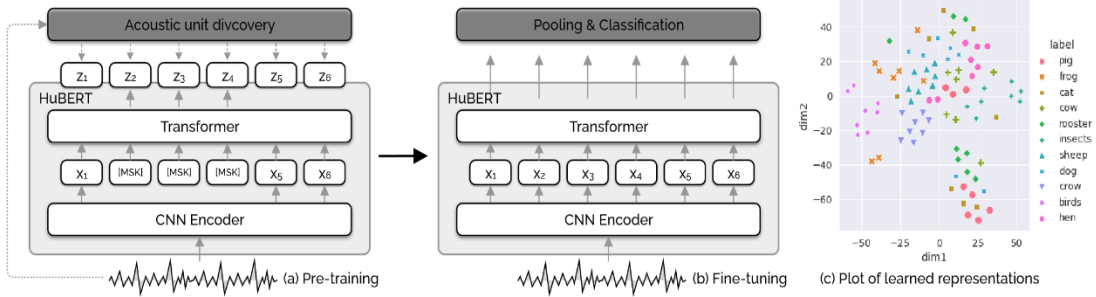 Acoustic unit divcovery
Z1 Z2 Z3 Z4 Z5 Z6
HuBERT
Transformer
X1 [MSK] [MSK] [MSK] X5 X6
CNN Encoder
(a) Pre-training
Pooling & Classification
HuBERT
Transformer
X1 X2 X3 X4 X5 X6
CNN Encoder
(b) Fine-tuning
dim2
40
20
0
−20
−40
−60
−50 −25 0 25 50
dim1
label
pig
frog
cat
cow
rooster
insects
sheep
dog
crow
birds
hen
(c) Plot of learned representations